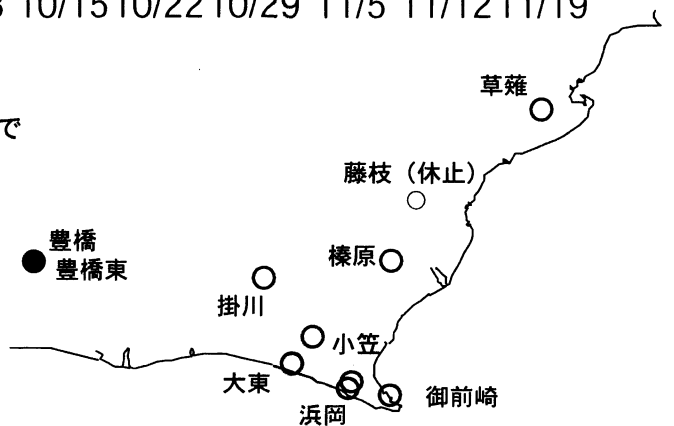 10/15 10/22 10/29 11/5 11/12 11/19
草薙
で
藤枝（休止）
豊橋
豊橋東
榛原
掛川
小笠
大東
浜岡
御前崎